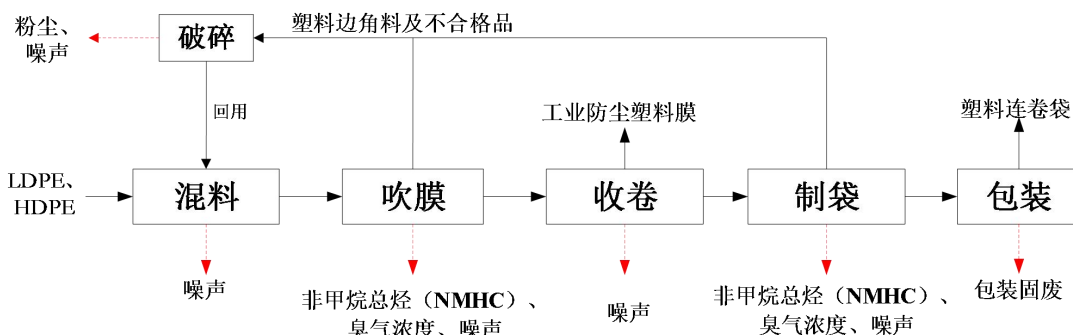 粉尘、
噪声
破碎
塑料边角料及不合格品
回用
工业防尘塑料膜
塑料连卷袋
LDPE、
HDPE
混料
吹膜
收卷
制袋
包装
噪声
非甲烷总烃（NMHC）、
臭气浓度、噪声
噪声
非甲烷总烃（NMHC）、
臭气浓度、噪声
包装固废